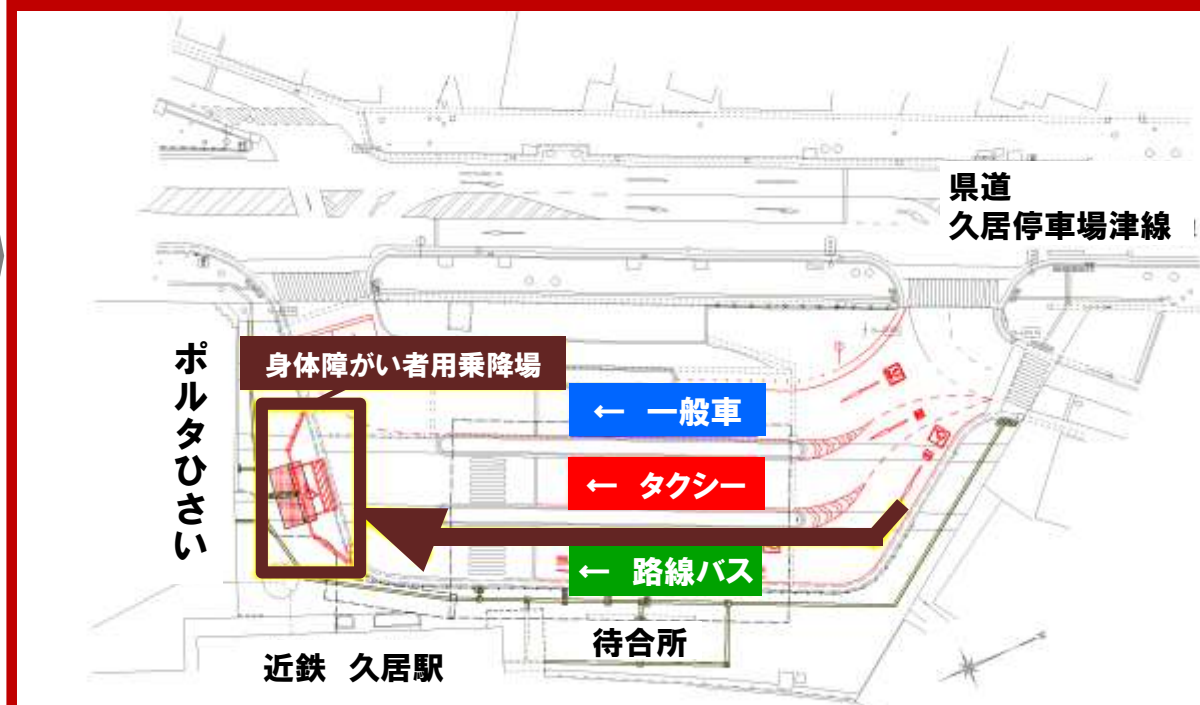 県道
久居停車場津線
ポルタひさい
身体障がい者用乗降場
← 一般車
← タクシー
← 路線バス
待合所
近鉄 久居駅